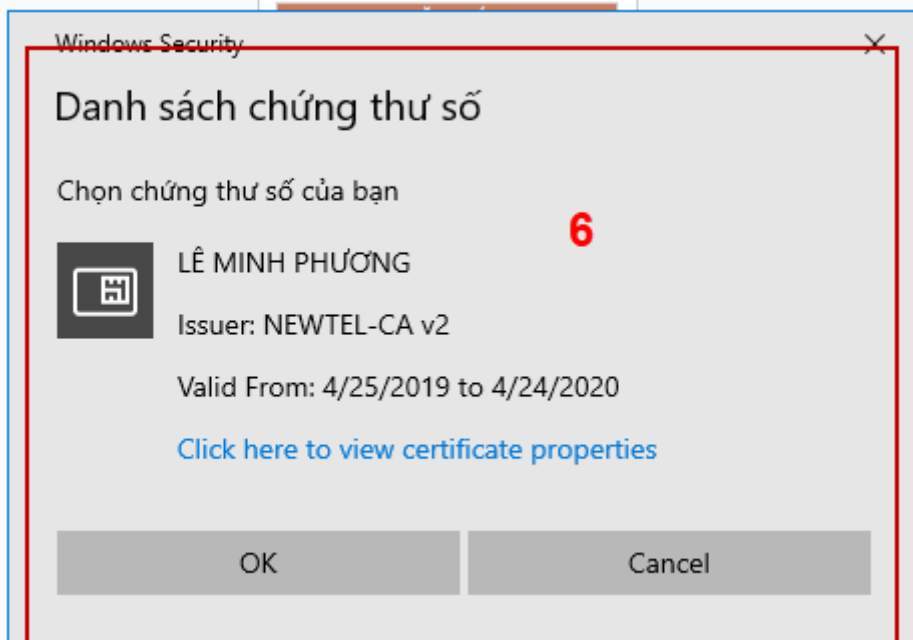 Windows Security
Danh sách chứng thư số
Chọn chứng thư số của bạn
6
LÊ MINH PHƯƠNG
Issuer: NEWTEL-CA v2
Valid From: 4/25/2019 to 4/24/2020
Click here to view certificate properties
OK
Cancel